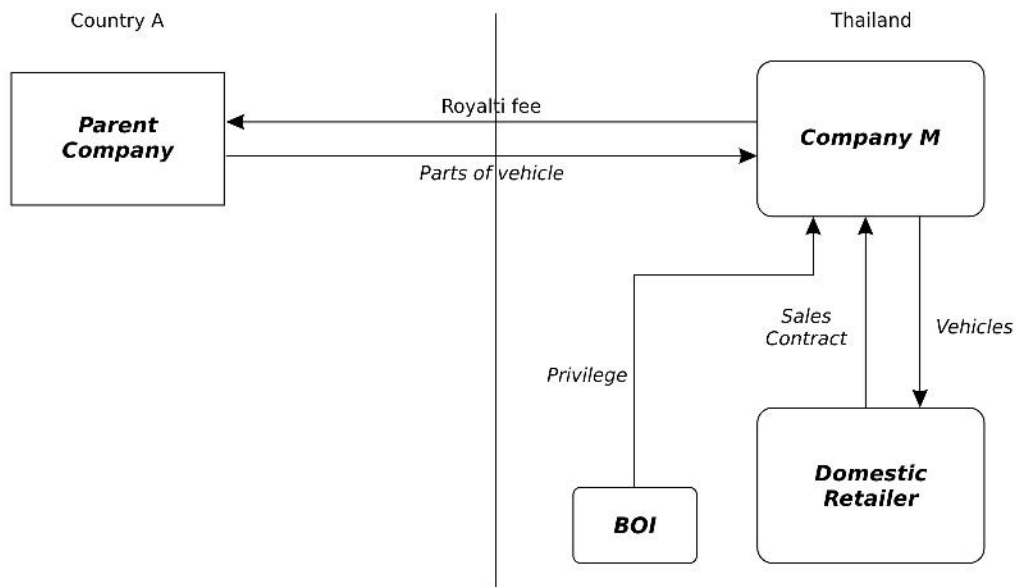 Country A
Thailand
Parent
Company
Royalti fee
Company M
Parts of vehicle
Sales
Contract
Vehicles
Privilege
Domestic
Retailer
BOI